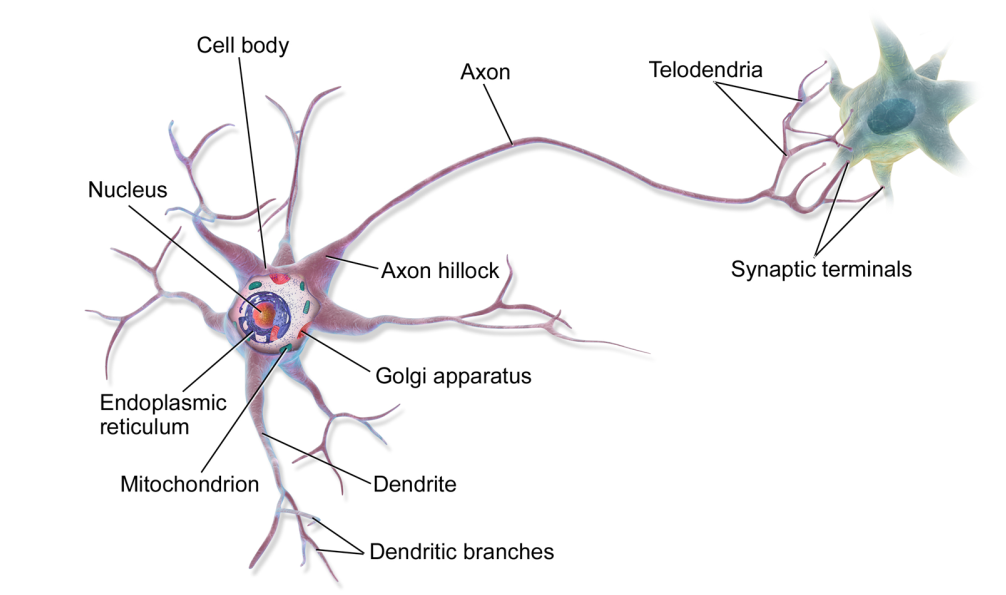 Cell body
Axon
Telodendria
Nucleus
Axon hillock
Synaptic terminals
Golgi apparatus
Endoplasmic
reticulum
Mitochondrion
Dendrite
Dendritic branches